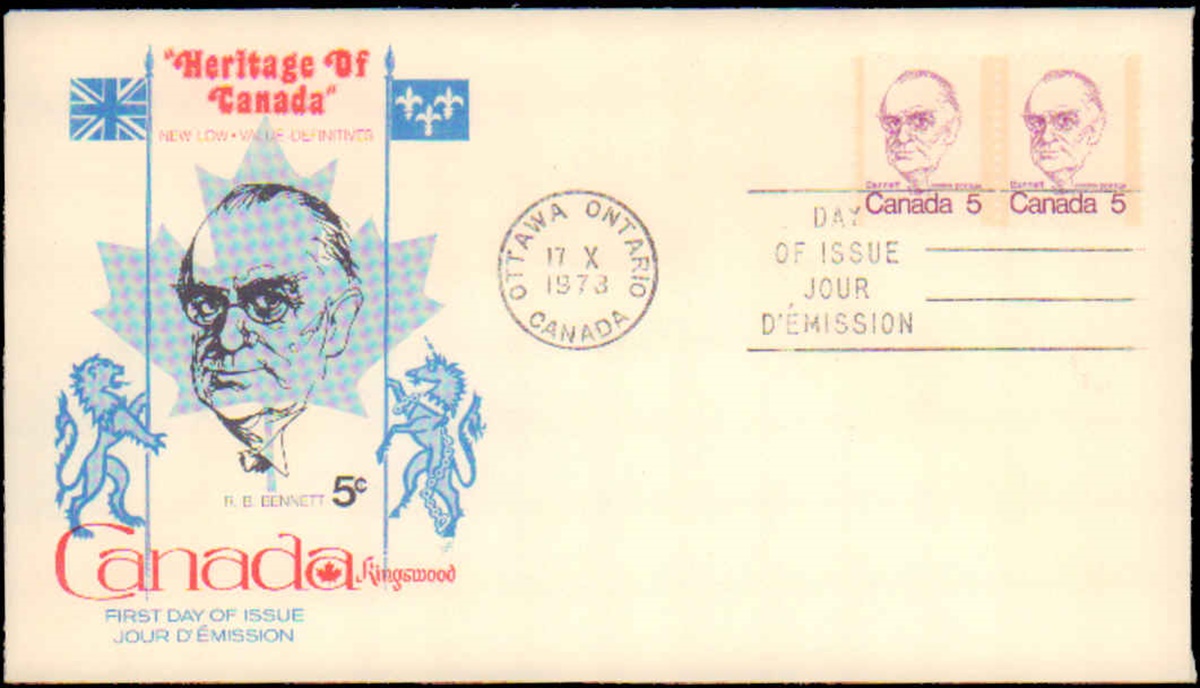 "Heritage Of
Canada"
NEW LOW • VALUE DEFINITIVES
R. B. BENNETT 5¢
Canada Kingswood
FIRST DAY OF ISSUE
JOUR D'ÉMISSION
OTTAWA ONTARIO
17 X
1973
CANADA
Bennett
Canada 5
Bennett
Canada 5
DAY
OF ISSUE
JOUR
D'ÉMISSION